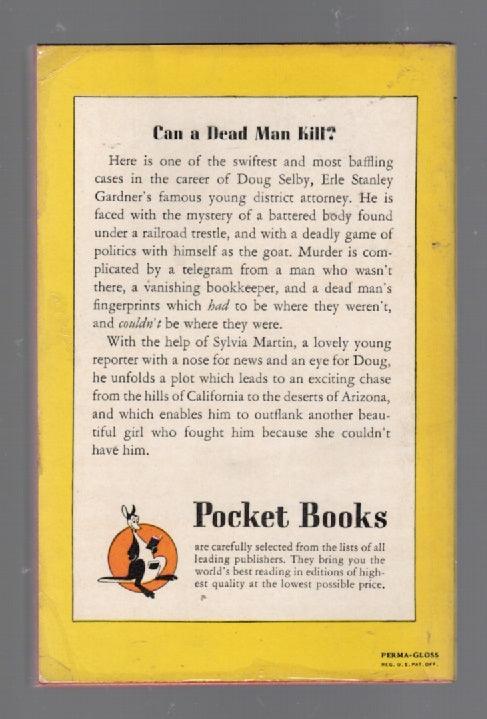 Can a Dead Man Kill?
Here is one of the swiftest and most baffling
cases in the career of Doug Selby, Erle Stanley
Gardner's famous young district attorney. He is
faced with the mystery of a battered body found
under a railroad trestle, and with a deadly game of
politics with himself as the goat. Murder is com-
plicated by a telegram from a man who wasn't
there, a vanishing bookkeeper, and a dead man's
fingerprints which had to be where they weren't,
and couldn't be where they were.
With the help of Sylvia Martin, a lovely young
reporter with a nose for news and an eye for Doug,
he unfolds a plot which leads to an exciting chase
from the hills of California to the deserts of Arizona,
and which enables him to outflank another beau-
tiful girl who fought him because she couldn't
have him.
Pocket Books
are carefully selected from the lists of all
leading publishers. They bring you the
world's best reading in editions of high-
est quality at the lowest possible price.
PERMA-GLOSS
REG. U. S. PAT. OFF.